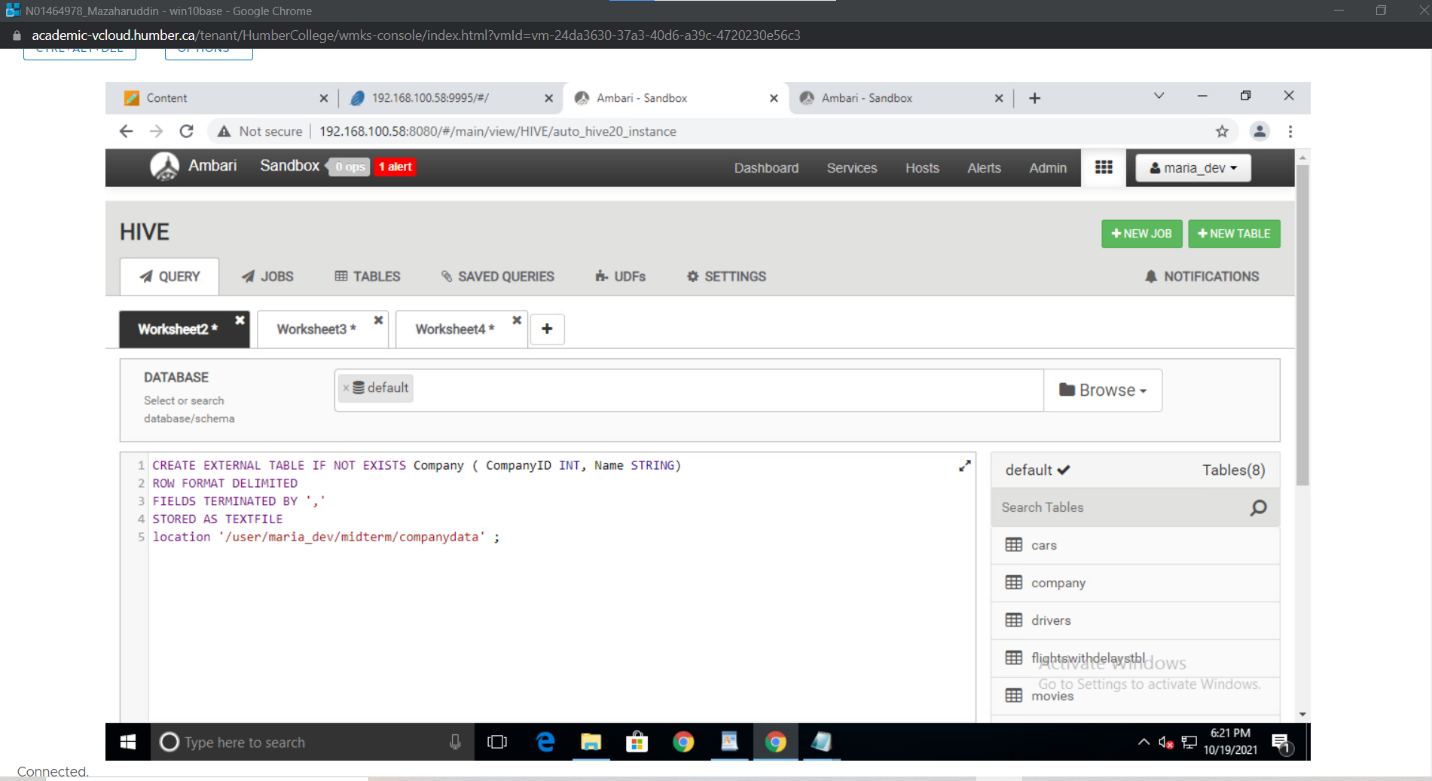 N01464978_Mazaharuddin - win10base - Google Chrome
academic-vcloud.humber.ca/tenant/HumberCollege/wmks-console/index.html?vmId=vm-24da3630-37a3-40d6-a39c-4720230e56c3
CTRL+ALT+DEL OPTIONS
Content 192.168.100.58:9995/#/ Ambari - Sandbox Ambari - Sandbox
Not secure 192.168.100.58:8080/#/main/view/HIVE/auto_hive20_instance
Ambari Sandbox 0 ops 1 alert Dashboard Services Hosts Alerts Admin maria_dev
HIVE
+ NEW JOB + NEW TABLE
QUERY JOBS TABLES SAVED QUERIES UDFs SETTINGS NOTIFICATIONS
Worksheet2 * Worksheet3 * Worksheet4 * +
DATABASE
Select or search
database/schema
× default
Browse
1 CREATE EXTERNAL TABLE IF NOT EXISTS Company ( CompanyID INT, Name STRING)
2 ROW FORMAT DELIMITED
3 FIELDS TERMINATED BY ','
4 STORED AS TEXTFILE
5 location '/user/maria_dev/midterm/companydata' ;
default Tables(8)
Search Tables
cars
company
drivers
flightswithdelaystbl
movies
Activate Windows
Go to Settings to activate Windows.
Type here to search
6:21 PM
10/19/2021
1
Connected.